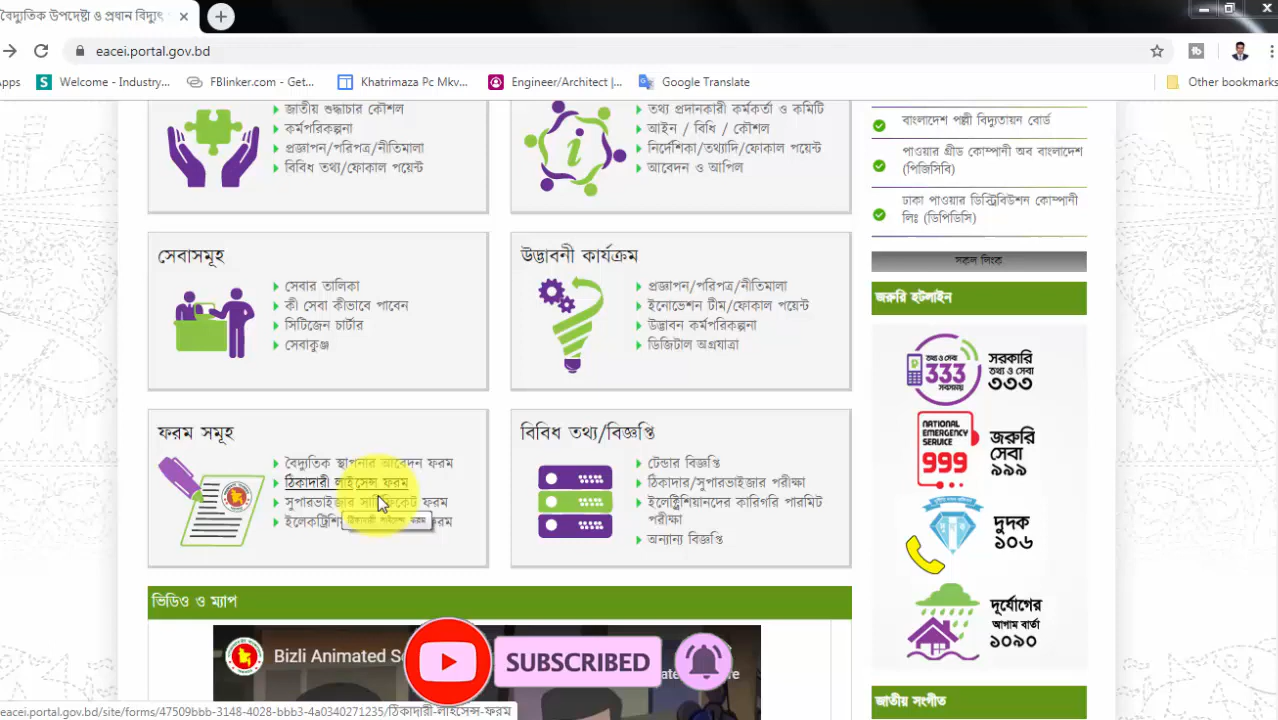 বৈদ্যুতিক উপদেষ্টা ও প্রধান বিদ্যুৎ
eacei.portal.gov.bd
Apps
Welcome - Industry...
FBlinker.com - Get...
Khatrimaza Pc Mkv...
Engineer/Architect |...
Google Translate
Other bookmarks
জাতীয় শুদ্ধাচার কৌশল
কর্মপরিকল্পনা
প্রজ্ঞাপন/পরিপত্র/নীতিমালা
বিবিধ তথ্য/ফোকাল পয়েন্ট
তথ্য প্রদানকারী কর্মকর্তা ও কমিটি
আইন / বিধি / কৌশল
নির্দেশিকা/তথ্যাদি/ফোকাল পয়েন্ট
আবেদন ও আপিল
বাংলাদেশ পল্লী বিদ্যুতায়ন বোর্ড
পাওয়ার গ্রীড কোম্পানী অব বাংলাদেশ
(পিজিসিবি)
ঢাকা পাওয়ার ডিস্ট্রিবিউশন কোম্পানী
লিঃ (ডিপিডিসি)
সকল লিংক
সেবাসমূহ
সেবার তালিকা
কী সেবা কীভাবে পাবেন
সিটিজেন চার্টার
সেবাকুঞ্জ
উদ্ভাবনী কার্যক্রম
প্রজ্ঞাপন/পরিপত্র/নীতিমালা
ইনোভেশন টীম/ফোকাল পয়েন্ট
উদ্ভাবন কর্মপরিকল্পনা
ডিজিটাল অগ্রযাত্রা
জরুরি হটলাইন
তথ্য ও সেবা
333
সবসময়
সরকারি
তথ্য ও সেবা
৩৩৩
NATIONAL
EMERGENCY
SERVICE
999
জরুরি
সেবা
৯৯৯
দুদক
১০৬
দূর্যোগের
আগাম বার্তা
১০৯০
ফরম সমূহ
বৈদ্যুতিক স্থাপনার আবেদন ফরম
ঠিকাদারী লাইসেন্স ফরম
সুপারভাইজার সার্টিফিকেট ফরম
ঠিকাদারী লাইসেন্স ফরম
বিবিধ তথ্য/বিজ্ঞপ্তি
টেন্ডার বিজ্ঞপ্তি
ঠিকাদার/সুপারভাইজার পরীক্ষা
ইলেক্ট্রিশিয়ানদের কারিগরি পারমিট
পরীক্ষা
অন্যান্য বিজ্ঞপ্তি
ভিডিও ও ম্যাপ
Bizli Animated
SUBSCRIBED
জাতীয় সংগীত
eacei.portal.gov.bd/site/forms/47509bbb-3148-4028-bbb3-4a0340271235/ঠিকাদারী-লাইসেন্স-ফরম